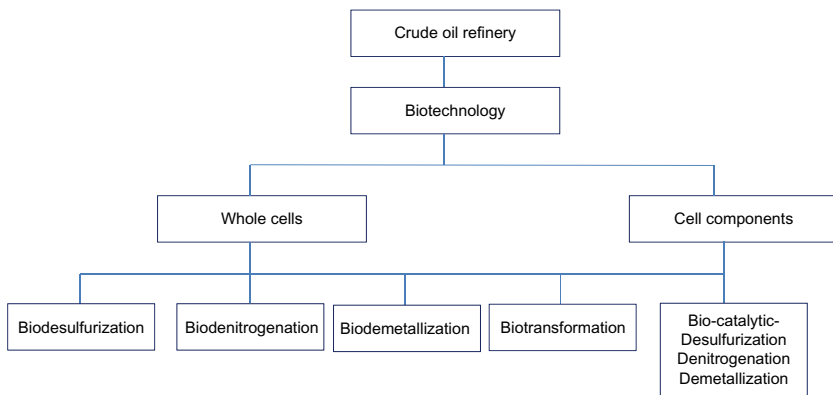 Crude oil refinery
Biotechnology
Whole cells
Cell components
Biodesulfurization
Biodenitrogenation
Biodemetallization
Biotransformation
Bio-catalytic-
Desulfurization
Denitrogenation
Demetallization